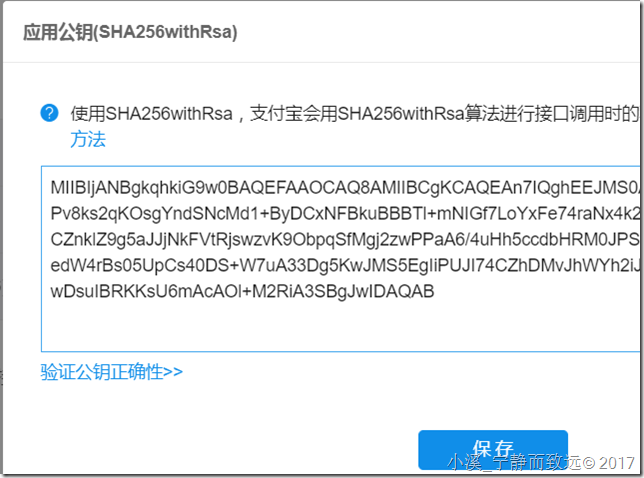 应用公钥(SHA256withRsa)
使用SHA256withRsa，支付宝会用SHA256withRsa算法进行接口调用时的
方法
MIIBIjANBgkqhkiG9w0BAQEFAAOCAQ8AMIIBCgKCAQEAn7IQghEEJMS0
Pv8ks2qKOsgYndSNcMd1+ByDCxNFBkuBBBTl+mNIGf7LoYxFe74raNx4k2
CZnklZ9g5aJJjNkFVtRjswzvK9ObpqSfMgj2zwPPaA6/4uHh5ccdbHRM0JPS
edW4rBs05UpCs40DS+W7uA33Dg5KwJMS5EgIiPUJI74CZhDMvJhWYh2iJ
wDsuIBRKKsU6mAcAOl+M2RiA3SBgJwIDAQAB
验证公钥正确性>>
保存
小溪_宁静而致远©2017